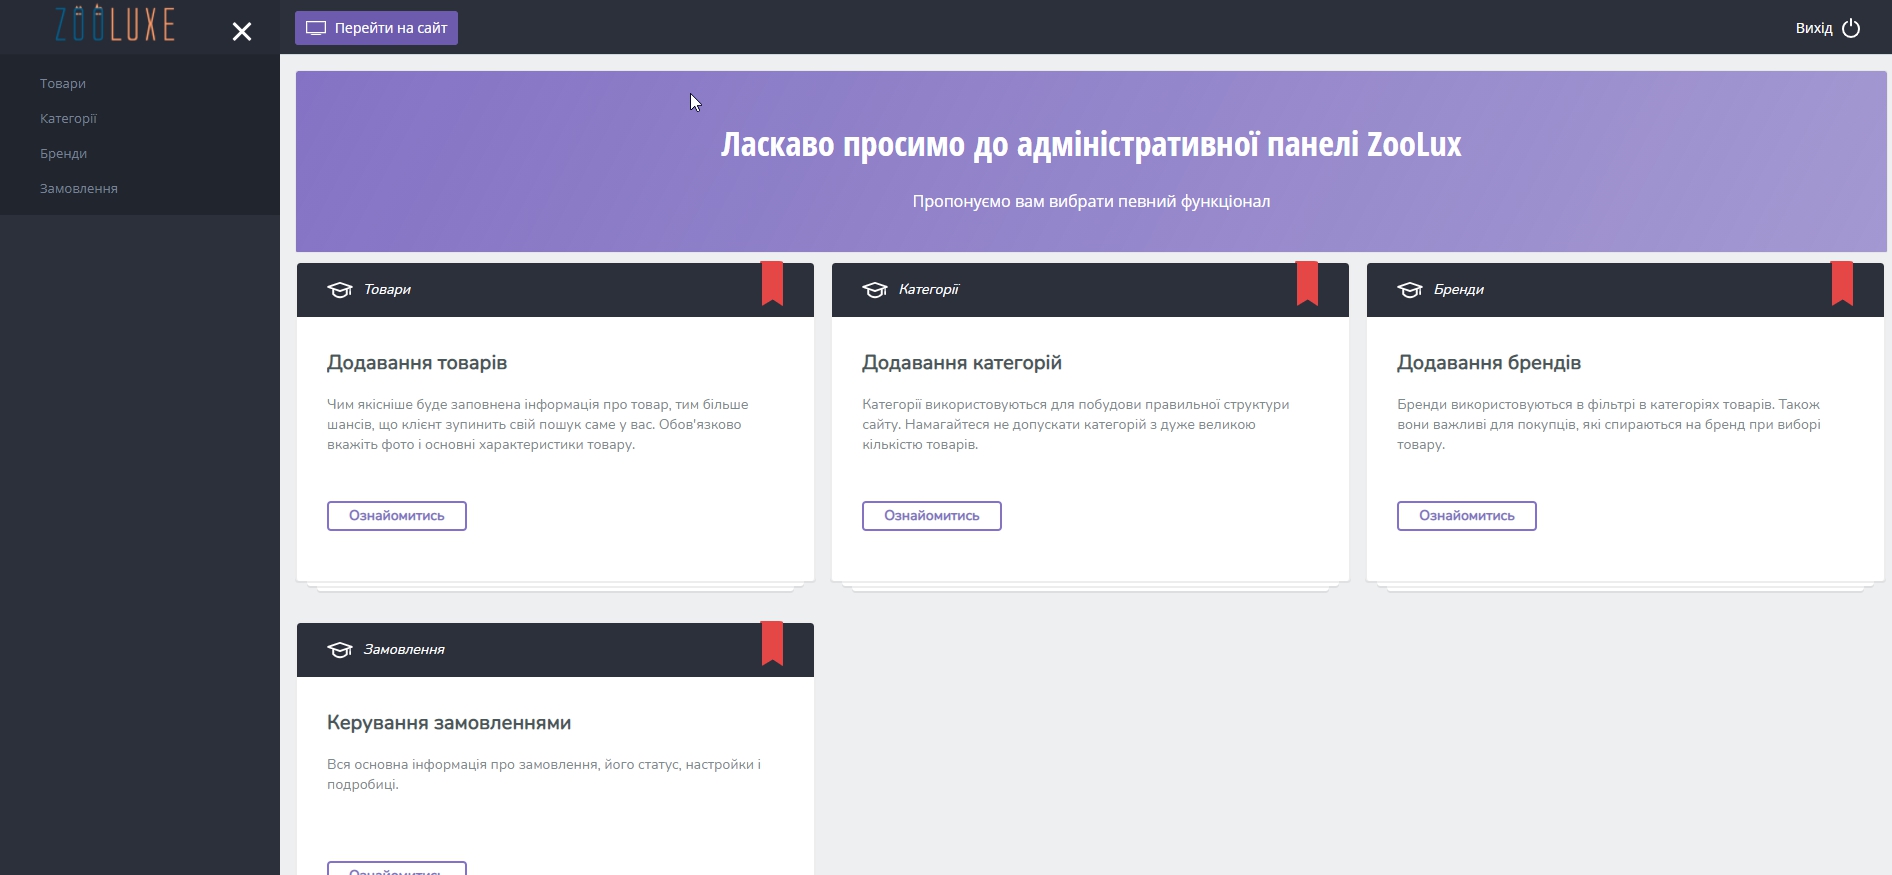 ZOOLUXE
Перейти на сайт
Вихід
Товари
Категорії
Бренди
Замовлення
Ласкаво просимо до адміністративної панелі ZooLux
Пропонуємо вам вибрати певний функціонал
Товари
Додавання товарів
Чим якісніше буде заповнена інформація про товар, тим більше
шансів, що клієнт зупинить свій пошук саме у вас. Обов'язково
вкажіть фото і основні характеристики товару.
Ознайомитись
Категорії
Додавання категорій
Категорії використовуються для побудови правильної структури
сайту. Намагайтеся не допускати категорій з дуже великою
кількістю товарів.
Ознайомитись
Бренди
Додавання брендів
Бренди використовуються в фільтрі в категоріях товарів. Також
вони важливі для покупців, які спираються на бренд при виборі
товару.
Ознайомитись
Замовлення
Керування замовленнями
Вся основна інформація про замовлення, його статус, настройки і
подробиці.
Ознайомитись